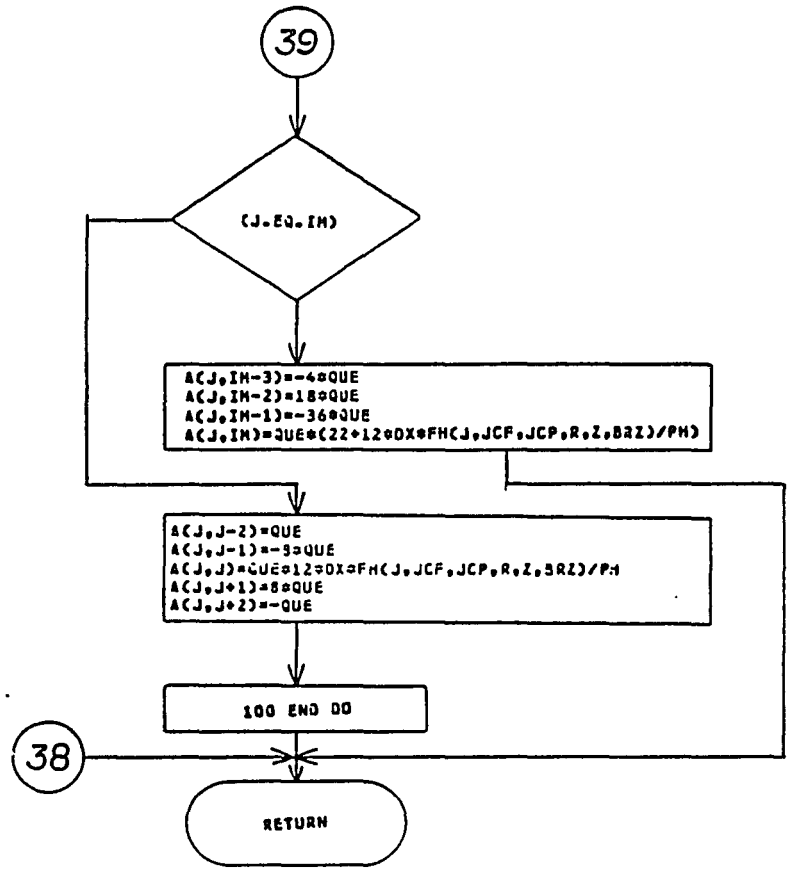 39
(J.EQ.IM)
A(J,IM-3)=-4*QUE
A(J,IM-2)=18*QUE
A(J,IM-1)=-36*QUE
A(J,IM)=QUE*(22+12*DX*FH(J,JCF,JCP,R,Z,BRZ)/PH)
A(J,J-2)=QUE
A(J,J-1)=-8*QUE
A(J,J)=QUE*12*DX*FH(J,JCF,JCP,R,Z,BRZ)/PH
A(J,J+1)=8*QUE
A(J,J+2)=-QUE
100 END DO
38
RETURN